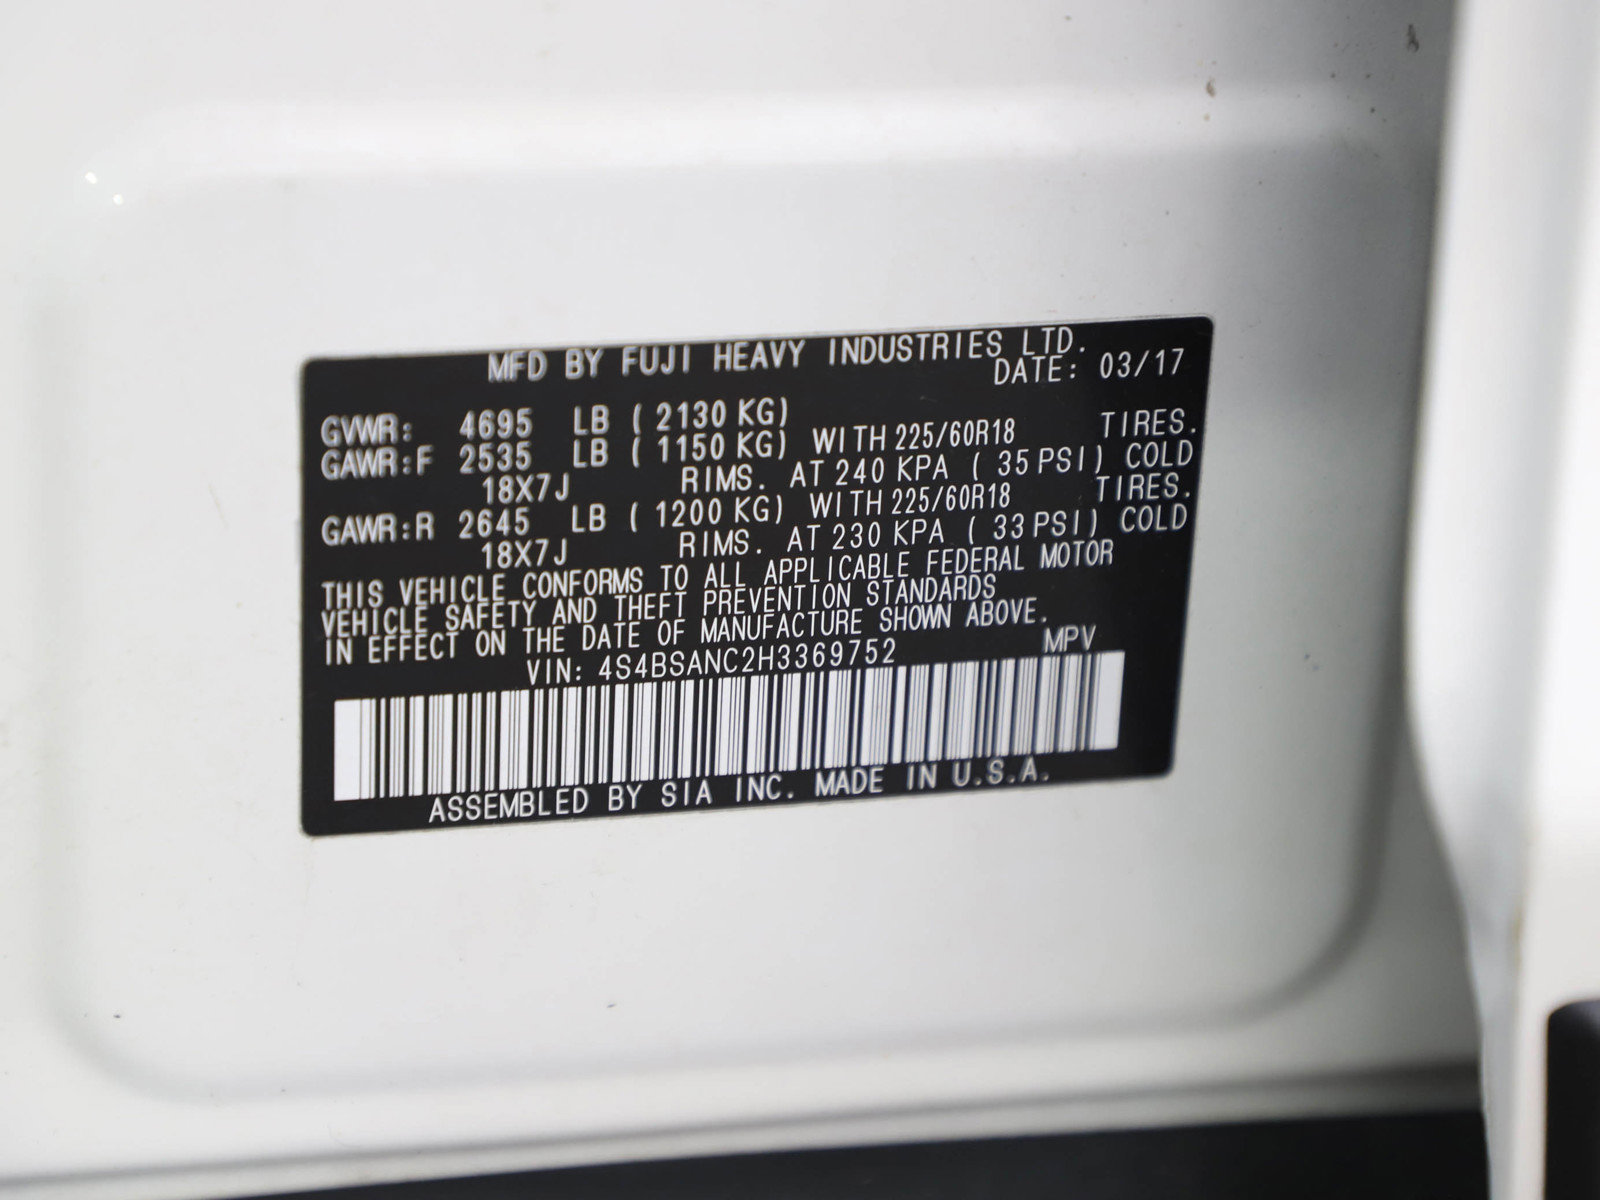 MFD BY FUJI HEAVY INDUSTRIES LTD.
DATE: 03/17
GVWR: 4695 LB ( 2130 KG)
GAWR:F 2535 LB ( 1150 KG) WITH 225/60R18 TIRES.
18X7J RIMS. AT 240 KPA ( 35 PSI) COLD
GAWR:R 2645 LB ( 1200 KG) WITH 225/60R18 TIRES.
18X7J RIMS. AT 230 KPA ( 33 PSI) COLD
THIS VEHICLE CONFORMS TO ALL APPLICABLE FEDERAL MOTOR
VEHICLE SAFETY AND THEFT PREVENTION STANDARDS
IN EFFECT ON THE DATE OF MANUFACTURE SHOWN ABOVE.
VIN: 4S4BSANC2H3369752 MPV
ASSEMBLED BY SIA INC. MADE IN U.S.A.